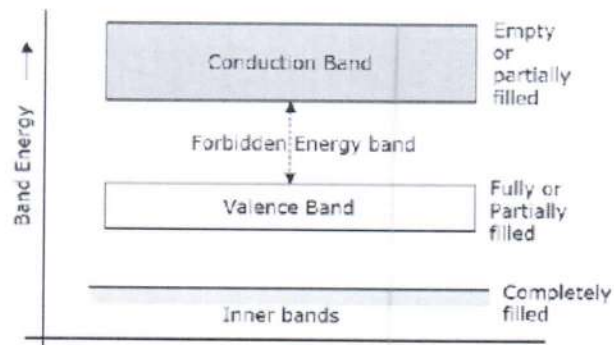 Band Energy
Conduction Band
Empty
or
partially
filled
Forbidden Energy band
Valence Band
Fully or
Partially
filled
Inner bands
Completely
filled